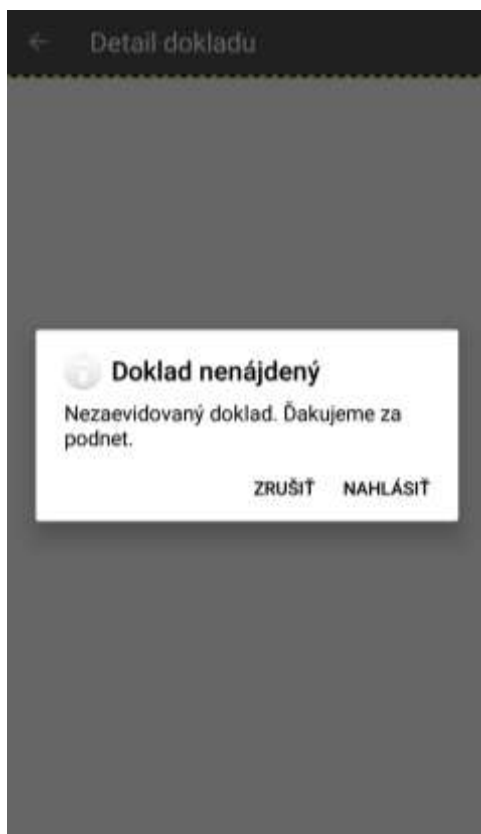 Detail dokladu
Doklad nenájdený
Nezaevidovaný doklad. Ďakujeme za
podnet.
ZRUŠIŤ NAHLÁSIŤ